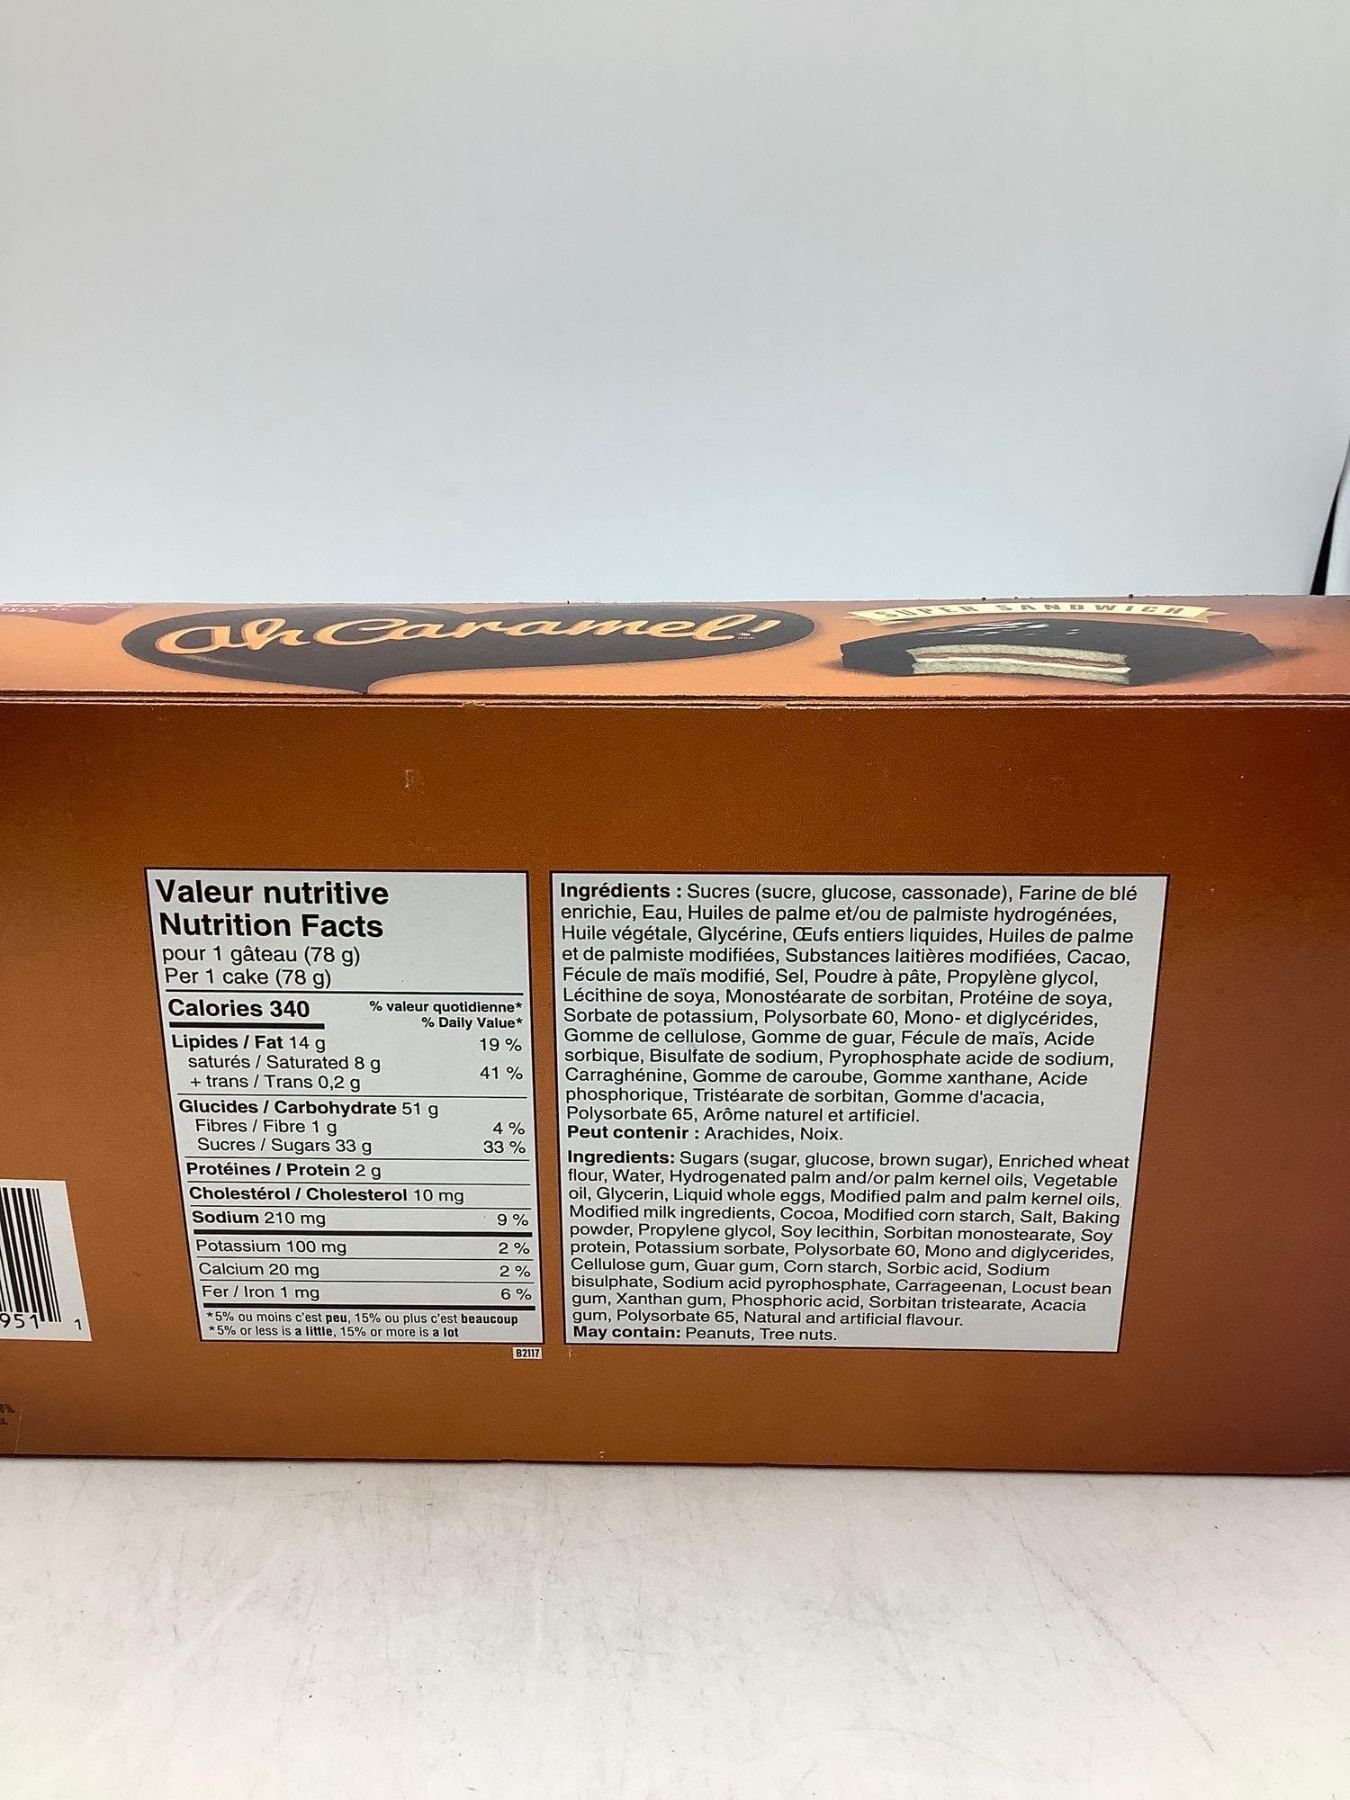 Ah Caramel!
SUPER SANDWICH
Valeur nutritive
Nutrition Facts
pour 1 gâteau (78 g)
Per 1 cake (78 g)
Calories 340
% valeur quotidienne*
% Daily Value*
Lipides / Fat 14 g 19 %
saturés / Saturated 8 g
+ trans / Trans 0,2 g 41 %
Glucides / Carbohydrate 51 g
Fibres / Fibre 1 g 4 %
Sucres / Sugars 33 g 33 %
Protéines / Protein 2 g
Cholestérol / Cholesterol 10 mg
Sodium 210 mg 9 %
Potassium 100 mg 2 %
Calcium 20 mg 2 %
Fer / Iron 1 mg 6 %
*5% ou moins c'est peu, 15% ou plus c'est beaucoup
*5% or less is a little, 15% or more is a lot
B2117
Ingrédients : Sucres (sucre, glucose, cassonade), Farine de blé
enrichie, Eau, Huiles de palme et/ou de palmiste hydrogénées,
Huile végétale, Glycérine, Œufs entiers liquides, Huiles de palme
et de palmiste modifiées, Substances laitières modifiées, Cacao,
Fécule de maïs modifié, Sel, Poudre à pâte, Propylène glycol,
Lécithine de soya, Monostéarate de sorbitan, Protéine de soya,
Sorbate de potassium, Polysorbate 60, Mono- et diglycérides,
Gomme de cellulose, Gomme de guar, Fécule de maïs, Acide
sorbique, Bisulfate de sodium, Pyrophosphate acide de sodium,
Carraghénine, Gomme de caroube, Gomme xanthane, Acide
phosphorique, Tristéarate de sorbitan, Gomme d'acacia,
Polysorbate 65, Arôme naturel et artificiel.
Peut contenir : Arachides, Noix.
Ingredients: Sugars (sugar, glucose, brown sugar), Enriched wheat
flour, Water, Hydrogenated palm and/or palm kernel oils, Vegetable
oil, Glycerin, Liquid whole eggs, Modified palm and palm kernel oils,
Modified milk ingredients, Cocoa, Modified corn starch, Salt, Baking
powder, Propylene glycol, Soy lecithin, Sorbitan monostearate, Soy
protein, Potassium sorbate, Polysorbate 60, Mono and diglycerides,
Cellulose gum, Guar gum, Corn starch, Sorbic acid, Sodium
bisulphate, Sodium acid pyrophosphate, Carrageenan, Locust bean
gum, Xanthan gum, Phosphoric acid, Sorbitan tristearate, Acacia
gum, Polysorbate 65, Natural and artificial flavour.
May contain: Peanuts, Tree nuts.
951 1